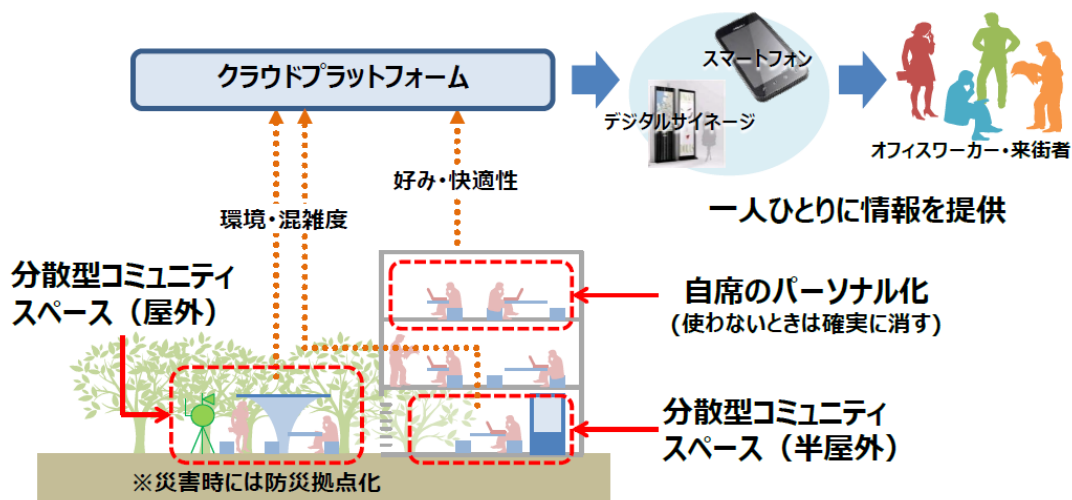 クラウドプラットフォーム
スマートフォン
デジタルサイネージ
オフィスワーカー・来街者
一人ひとりに情報を提供
好み・快適性
環境・混雑度
分散型コミュニティ
スペース（屋外）
自席のパーソナル化
(使わないときは確実に消す)
分散型コミュニティ
スペース（半屋外）
※災害時には防災拠点化